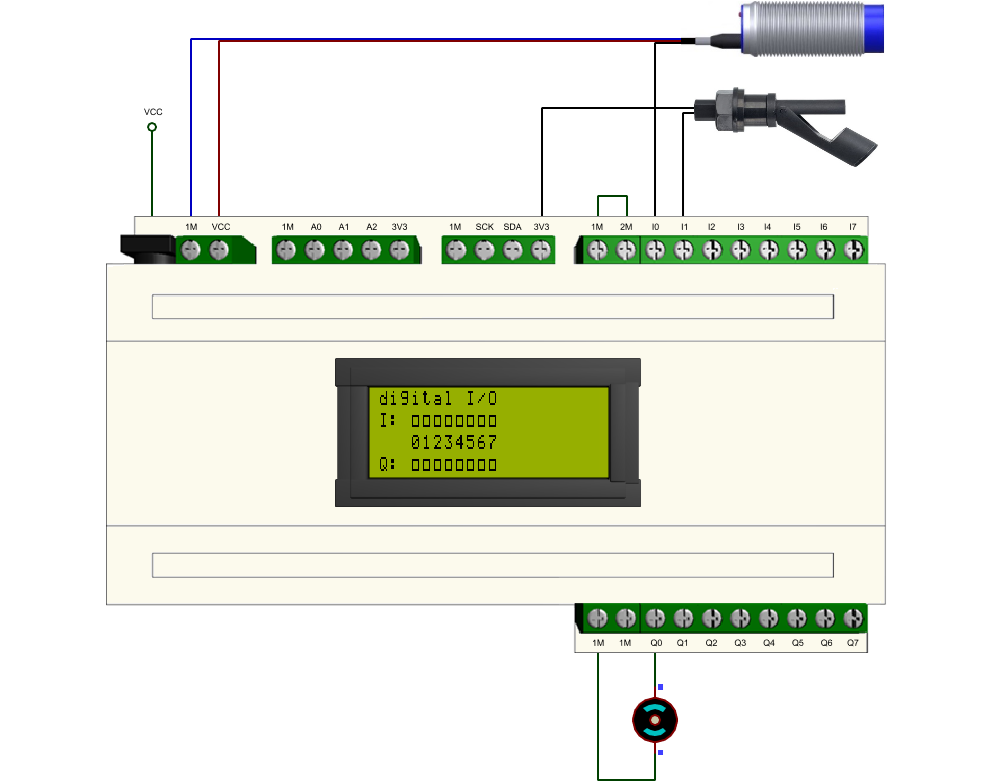 VCC
1M VCC 1M A0 A1 A2 3V3 1M SCK SDA 3V3 1M 2M I0 I1 I2 I3 I4 I5 I6 I7
digital I/O
I: 00000000
01234567
Q: 00000000
1M 1M Q0 Q1 Q2 Q3 Q4 Q5 Q6 Q7